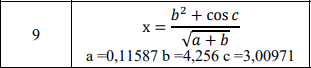 9
x = (b² + cos c) / √(a + b)
a =0,11587 b =4,256 c =3,00971